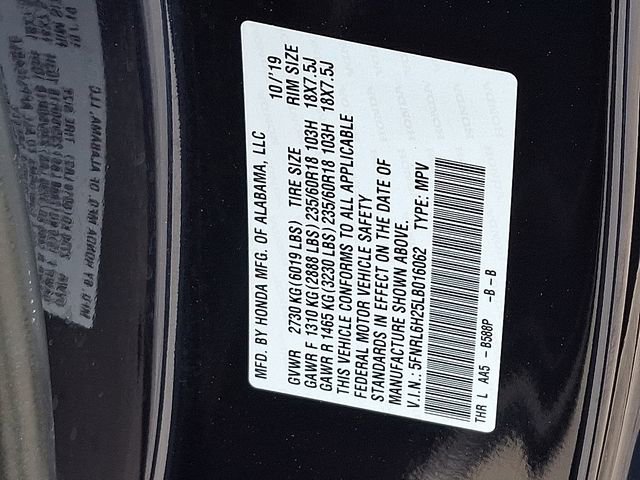 MFD. BY HONDA MFG. OF ALABAMA, LLC 10/'19
GVWR 2730 KG (6019 LBS) TIRE SIZE RIM SIZE
GAWR F 1310 KG (2888 LBS) 235/60R18 103H 18X7.5J
GAWR R 1465 KG (3230 LBS) 235/60R18 103H 18X7.5J
THIS VEHICLE CONFORMS TO ALL APPLICABLE
FEDERAL MOTOR VEHICLE SAFETY
STANDARDS IN EFFECT ON THE DATE OF
MANUFACTURE SHOWN ABOVE.
V.I.N.: 5FNRL6H25LB016062 TYPE: MPV
THR L AA5 - B588P - B - B